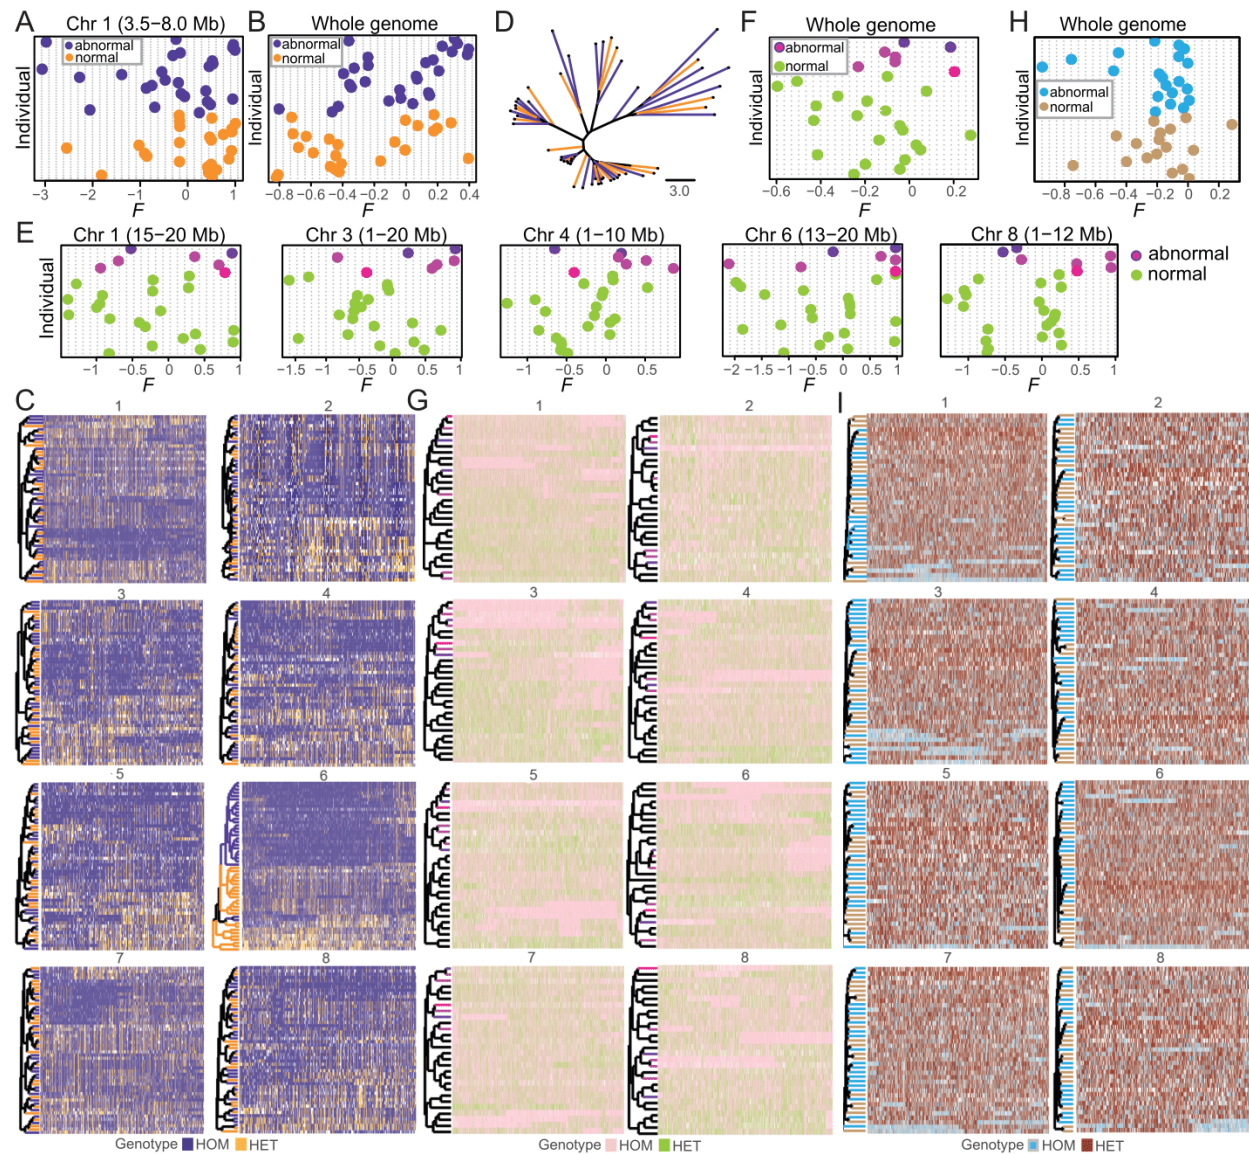 A Chr 1 (3.5–8.0 Mb)
abnormal
normal
Individual
−3 −2 −1 0 1
F
B Whole genome
abnormal
normal
Individual
−0.8 −0.6 −0.4 −0.2 0 0.2 0.4
F
D
3.0
F Whole genome
abnormal
normal
Individual
−0.6 −0.4 −0.2 0 0.2
F
H Whole genome
abnormal
normal
Individual
−0.8 −0.6 −0.4 −0.2 0 0.2
F
E Chr 1 (15–20 Mb)
Individual
−1 −0.5 0 0.5 1
F
Chr 3 (1–20 Mb)
−1.5 −1 −0.5 0 0.5 1
F
Chr 4 (1–10 Mb)
−1 −0.5 0 0.5
F
Chr 6 (13–20 Mb)
−2 −1.5 −1 −0.5 0 0.5 1
F
Chr 8 (1–12 Mb)
−1 −0.5 0 0.5 1
F
abnormal
normal
C
1 2
3 4
5 6
7 8
Genotype HOM HET
G
1 2
3 4
5 6
7 8
Genotype HOM HET
I
1 2
3 4
5 6
7 8
Genotype HOM HET